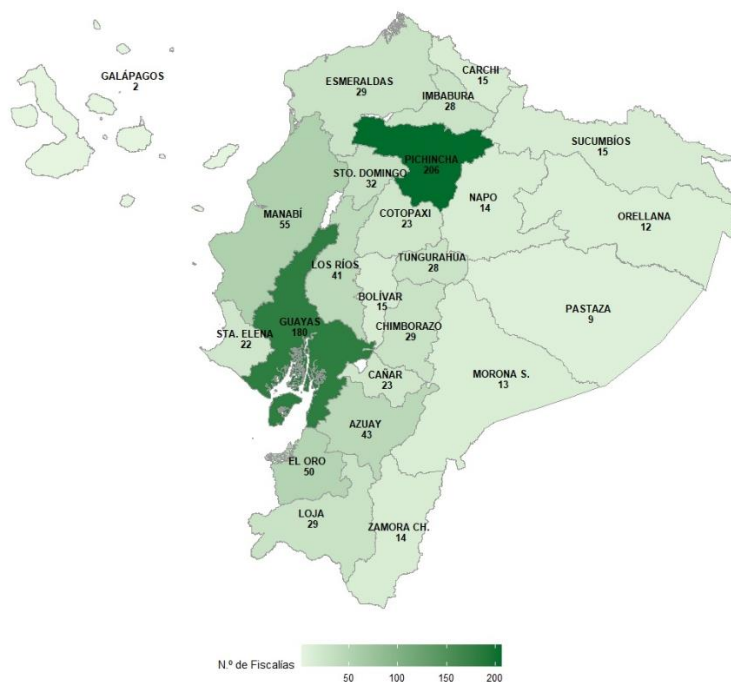 GALÁPAGOS
2
ESMERALDAS
29
CARCHI
15
IMBABURA
28
SUCUMBÍOS
15
PICHINCHA
206
STO. DOMINGO
32
NAPO
14
ORELLANA
12
MANABÍ
55
COTOPAXI
23
TUNGURAHUA
28
LOS RÍOS
41
BOLÍVAR
15
PASTAZA
9
GUAYAS
180
STA. ELENA
22
CHIMBORAZO
29
CAÑAR
23
MORONA S.
13
AZUAY
43
EL ORO
50
LOJA
29
ZAMORA CH.
14
N.º de Fiscalías
50 100 150 200